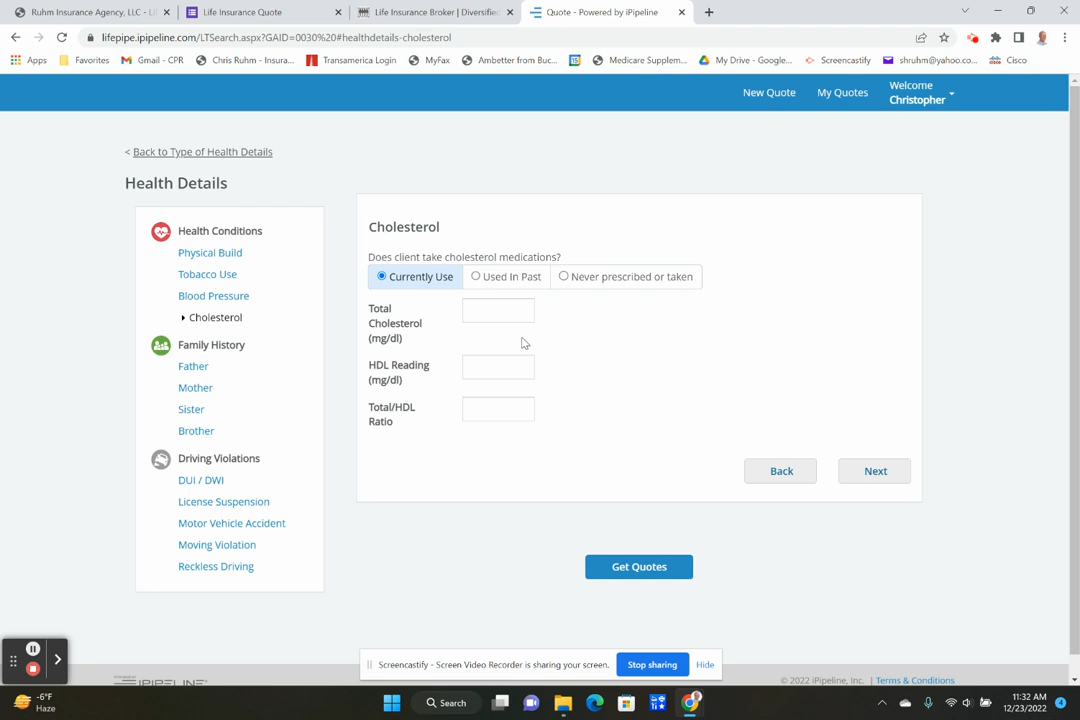 Ruhm Insurance Agency, LLC - Li
Life Insurance Quote
Life Insurance Broker | Diversified
Quote - Powered by iPipeline
lifepipe.ipipeline.com/LTSearch.aspx?GAID=0030%20#healthdetails-cholesterol
Apps
Favorites
Gmail - CPR
Chris Ruhm - Insura...
Transamerica Login
MyFax
Ambetter from Buc...
Medicare Supplem...
My Drive - Google...
Screencastify
shruhm@yahoo.co...
Cisco
New Quote
My Quotes
Welcome
Christopher
< Back to Type of Health Details
Health Details
Health Conditions
Physical Build
Tobacco Use
Blood Pressure
Cholesterol
Family History
Father
Mother
Sister
Brother
Driving Violations
DUI / DWI
License Suspension
Motor Vehicle Accident
Moving Violation
Reckless Driving
Cholesterol
Does client take cholesterol medications?
Currently Use
Used In Past
Never prescribed or taken
Total
Cholesterol
(mg/dl)
HDL Reading
(mg/dl)
Total/HDL
Ratio
Back
Next
Get Quotes
Screencastify - Screen Video Recorder is sharing your screen.
Stop sharing
Hide
IPIPELINE
© 2022 iPipeline, Inc.
Terms & Conditions
-6°F
Haze
Search
11:32 AM
12/23/2022
4